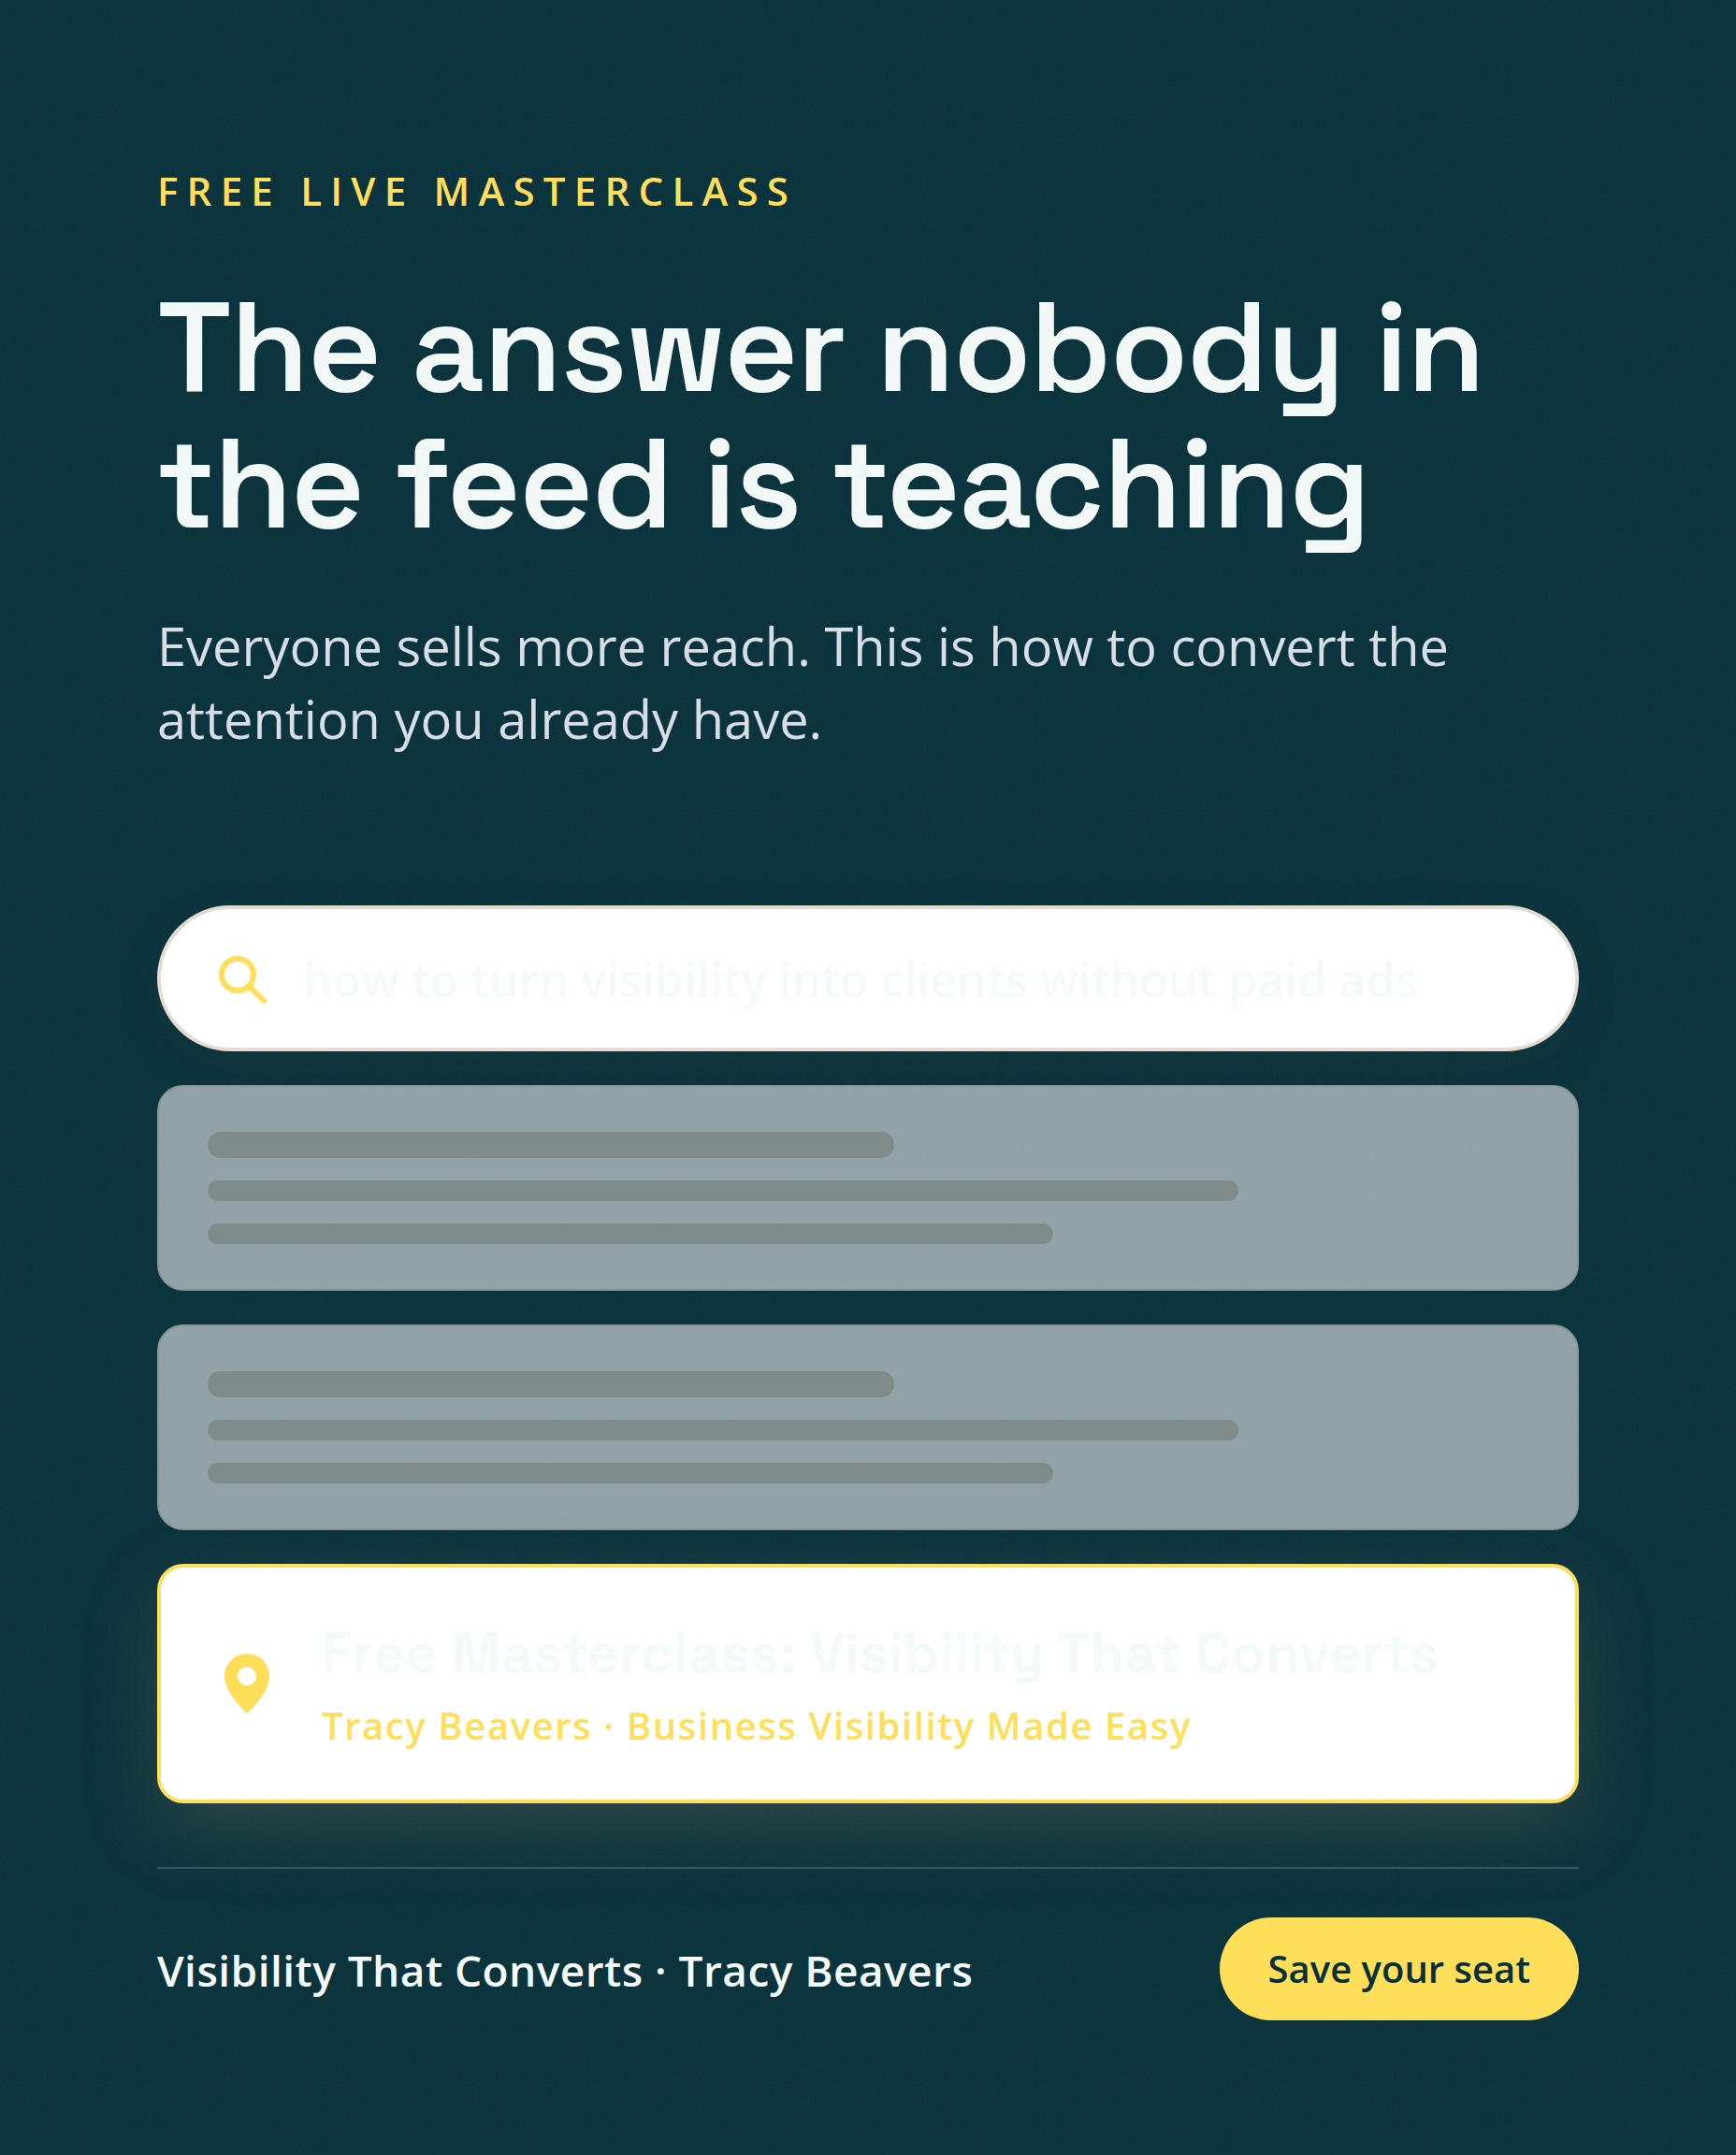 FREE LIVE MASTERCLASS
The answer nobody in
the feed is teaching
Everyone sells more reach. This is how to convert the
attention you already have.
how to turn visibility into clients without paid ads
Free Masterclass: Visibility That Converts
Tracy Beavers · Business Visibility Made Easy
Visibility That Converts · Tracy Beavers
Save your seat